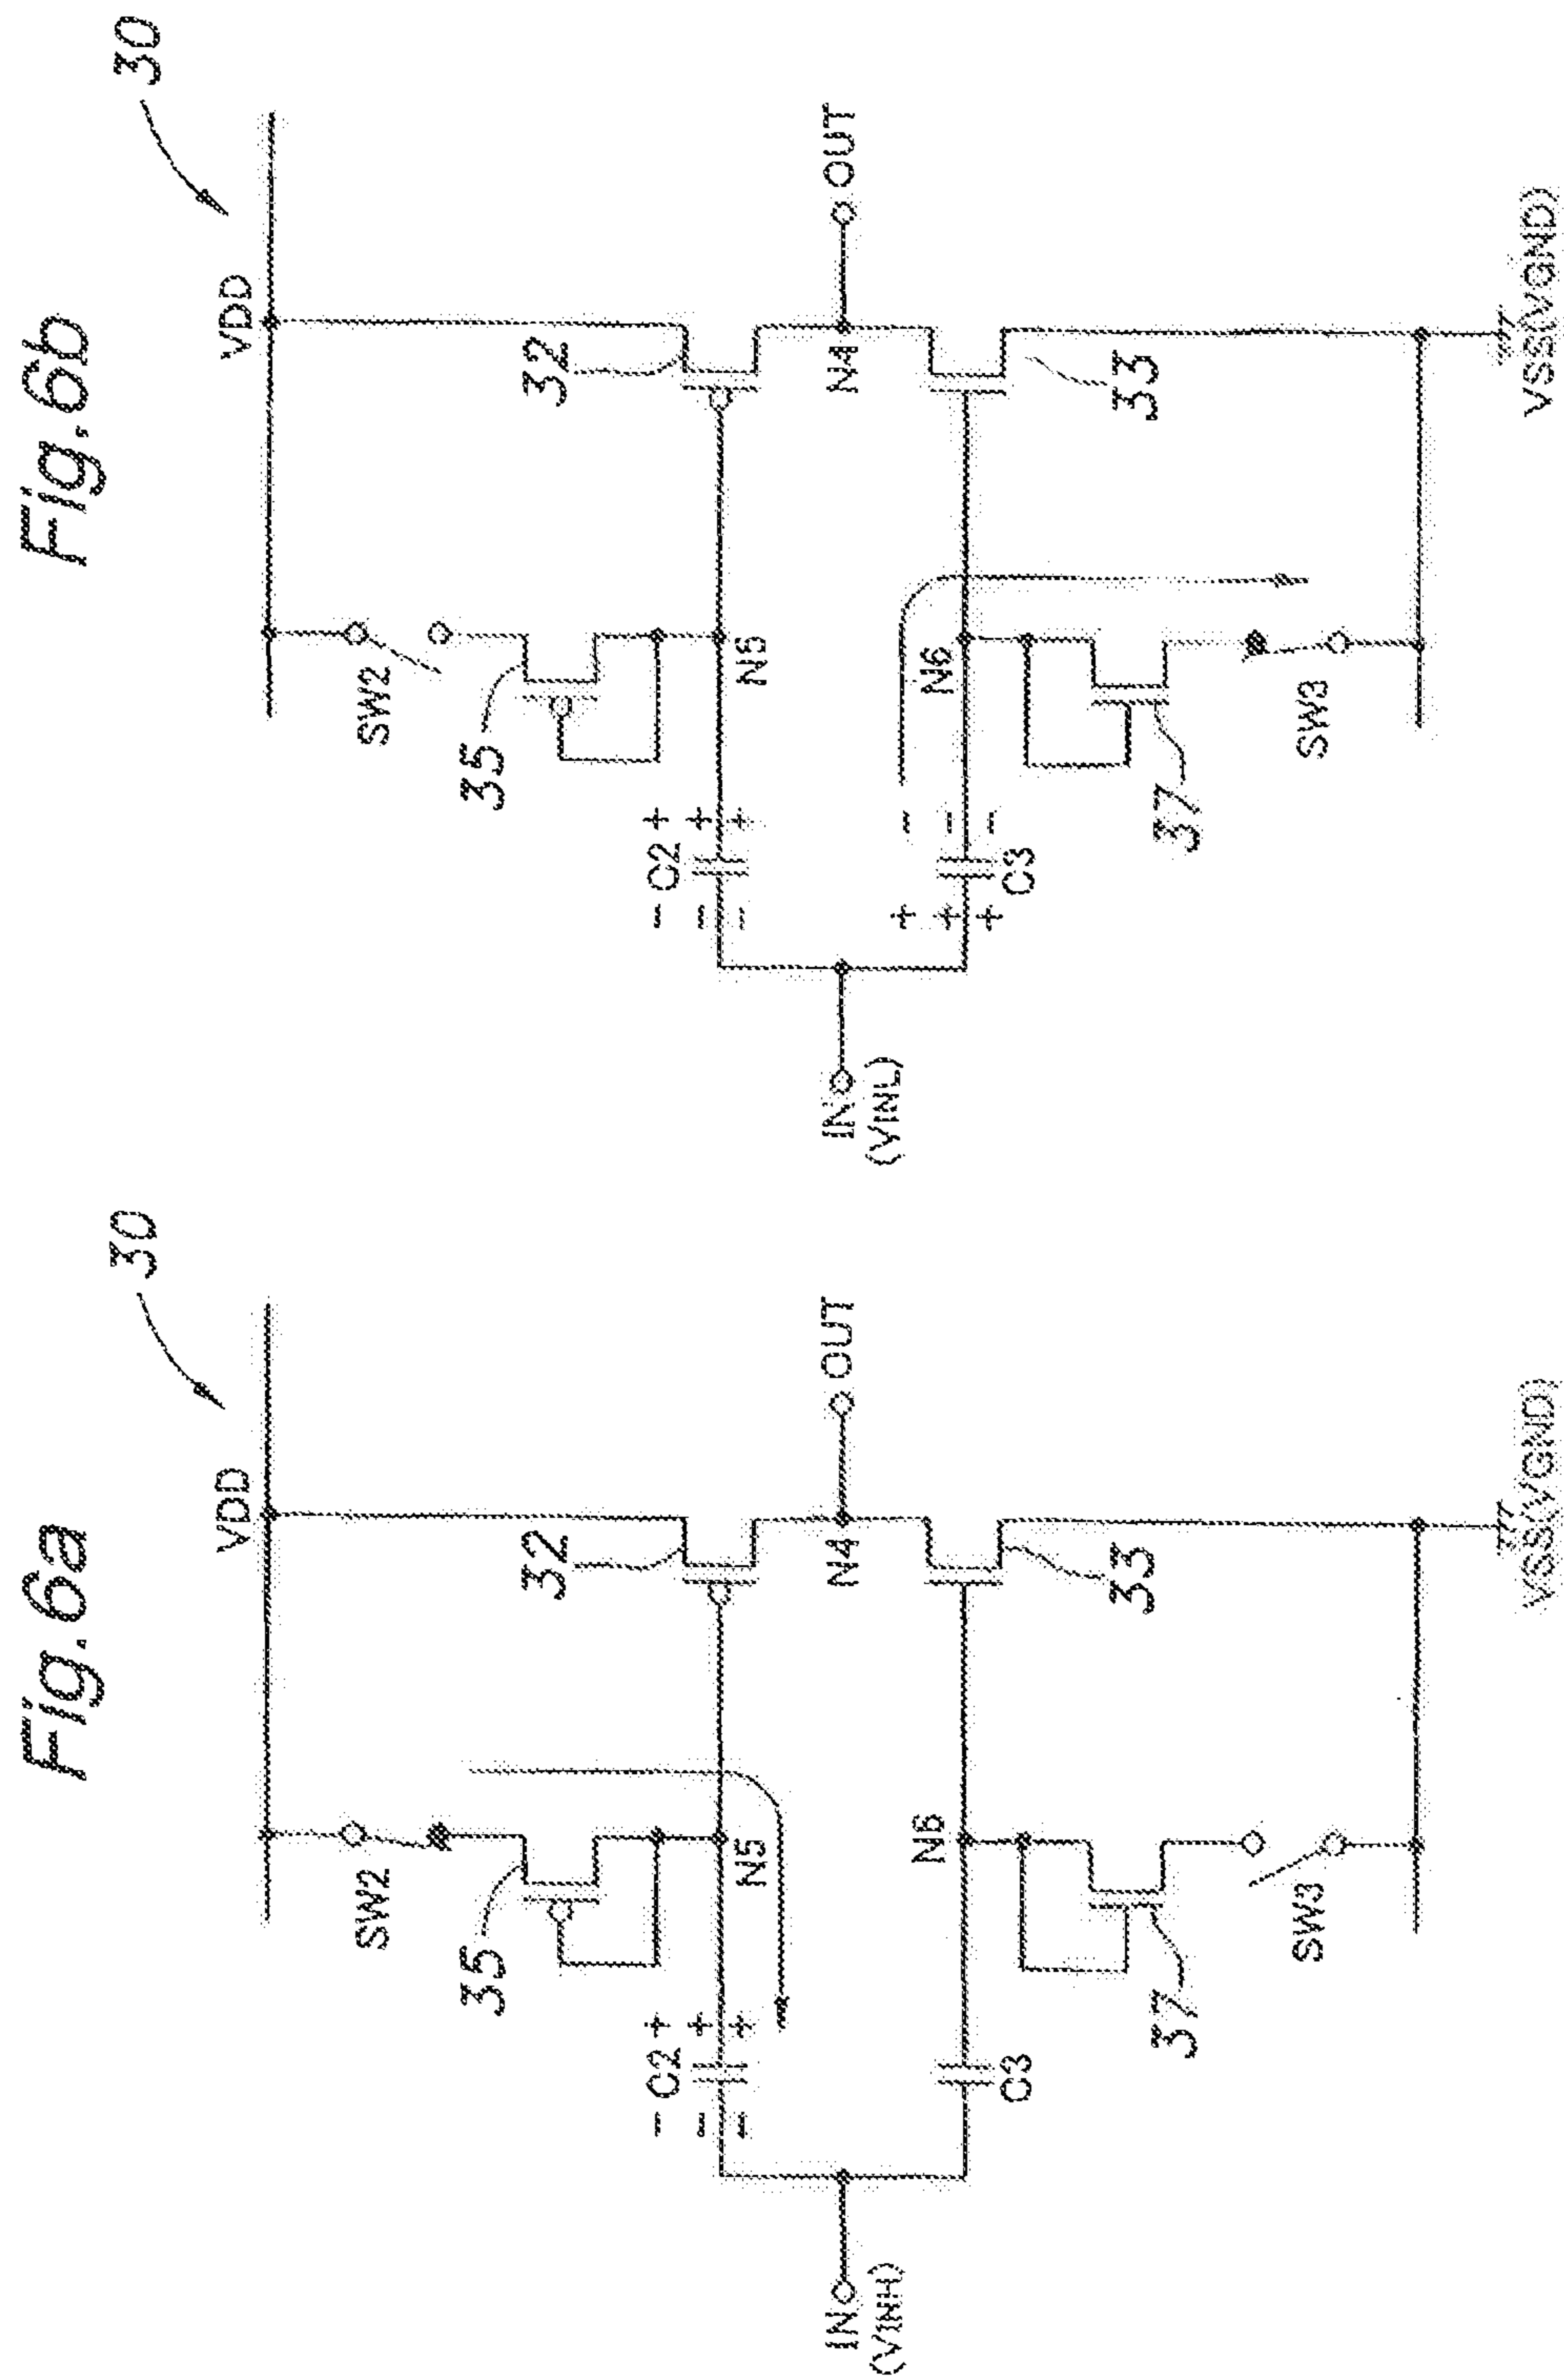 Fig.6a
30
VDD
SW2
35
32
- C2 +
- +
- +
N5
N4
OUT
IN
(VINH)
N6
C3
33
37
SW3
VSS(VGND)
Fig.6b
30
VDD
SW2
35
32
- C2 +
- +
- +
N5
N4
OUT
IN
(VINL)
N6
+ -
+ -
+ -
C3
33
37
SW3
VSS(VGND)